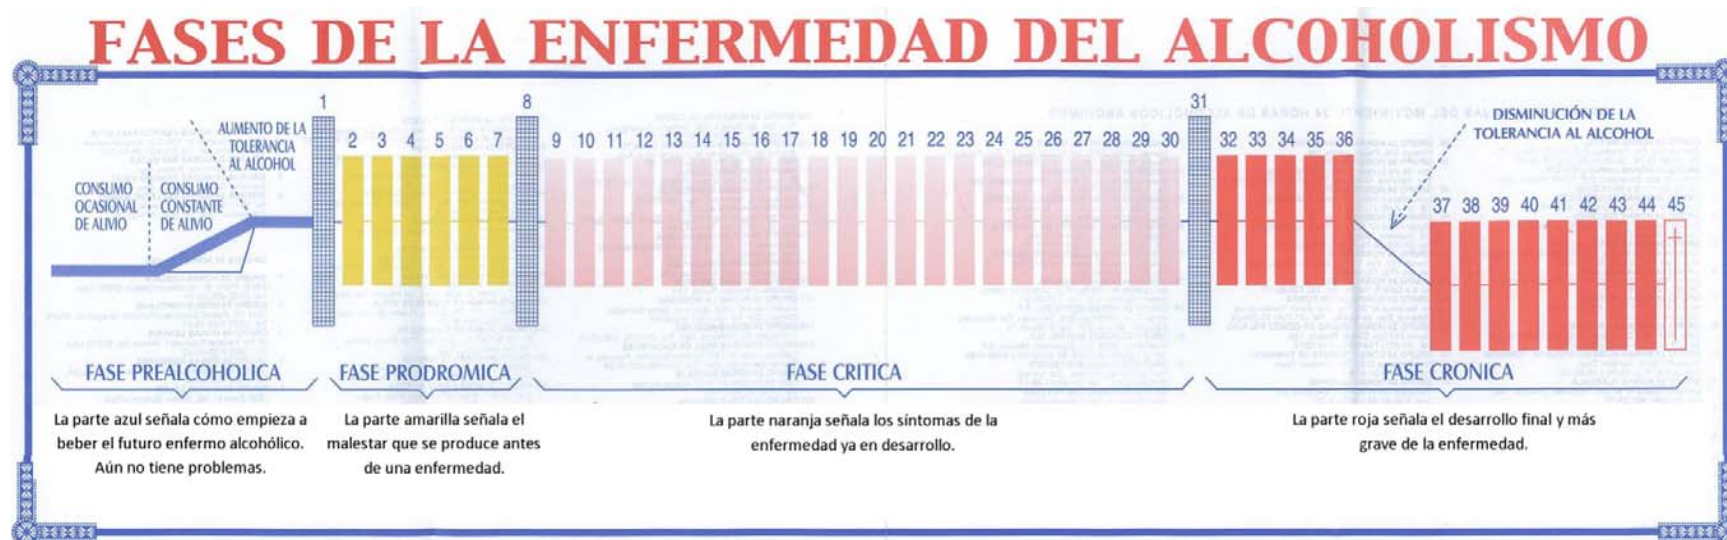 FASES DE LA ENFERMEDAD DEL ALCOHOLISMO
1
8
31
AUMENTO DE LA
TOLERANCIA
AL ALCOHOL
CONSUMO
OCASIONAL
DE ALIVIO
CONSUMO
CONSTANTE
DE ALIVIO
2 3 4 5 6 7
9 10 11 12 13 14 15 16 17 18 19 20 21 22 23 24 25 26 27 28 29 30
32 33 34 35 36
DISMINUCIÓN DE LA
TOLERANCIA AL ALCOHOL
37 38 39 40 41 42 43 44 45
FASE PREALCOHOLICA
La parte azul señala cómo empieza a
beber el futuro enfermo alcohólico.
Aún no tiene problemas.
FASE PRODROMICA
La parte amarilla señala el
malestar que se produce antes
de una enfermedad.
FASE CRITICA
La parte naranja señala los síntomas de la
enfermedad ya en desarrollo.
FASE CRONICA
La parte roja señala el desarrollo final y más
grave de la enfermedad.